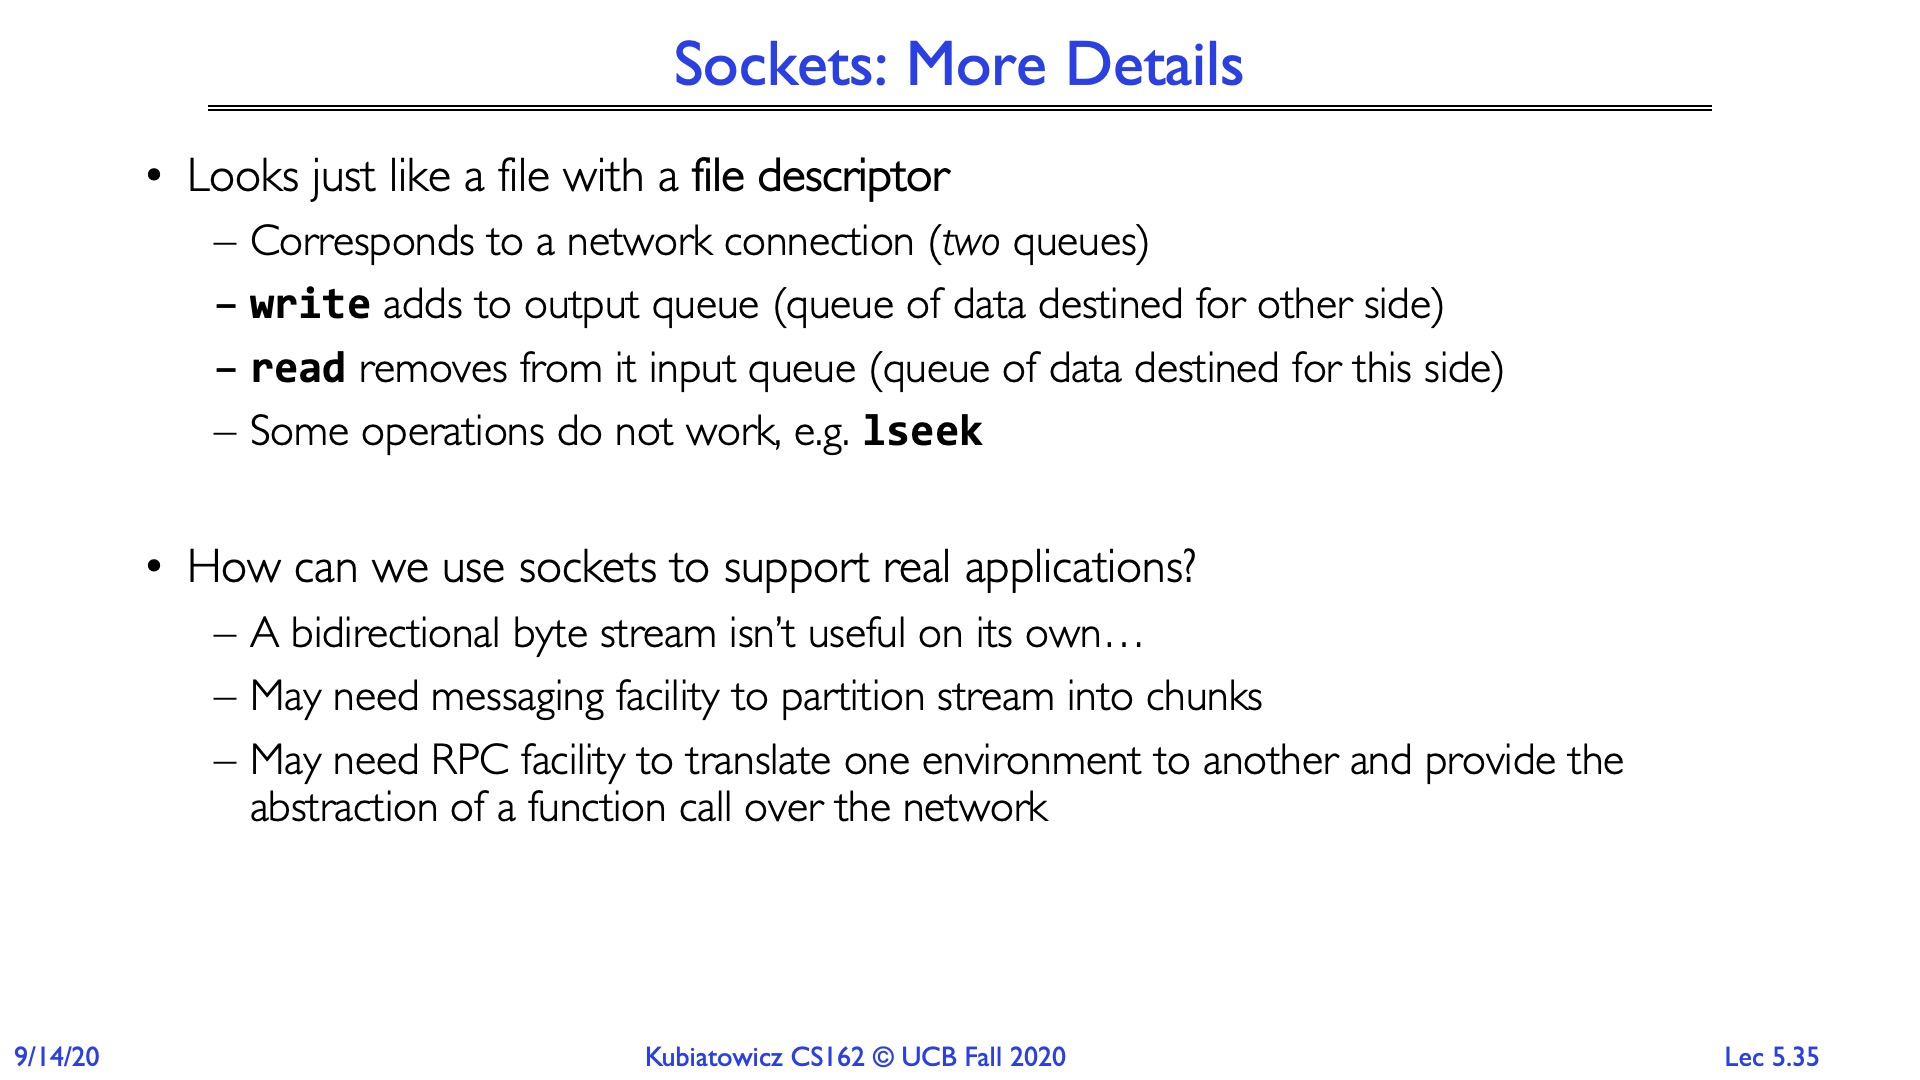 Sockets: More Details
• Looks just like a file with a file descriptor
– Corresponds to a network connection (two queues)
– write adds to output queue (queue of data destined for other side)
– read removes from it input queue (queue of data destined for this side)
– Some operations do not work, e.g. lseek
• How can we use sockets to support real applications?
– A bidirectional byte stream isn’t useful on its own…
– May need messaging facility to partition stream into chunks
– May need RPC facility to translate one environment to another and provide the
abstraction of a function call over the network
9/14/20
Kubiatowicz CS162 © UCB Fall 2020
Lec 5.35